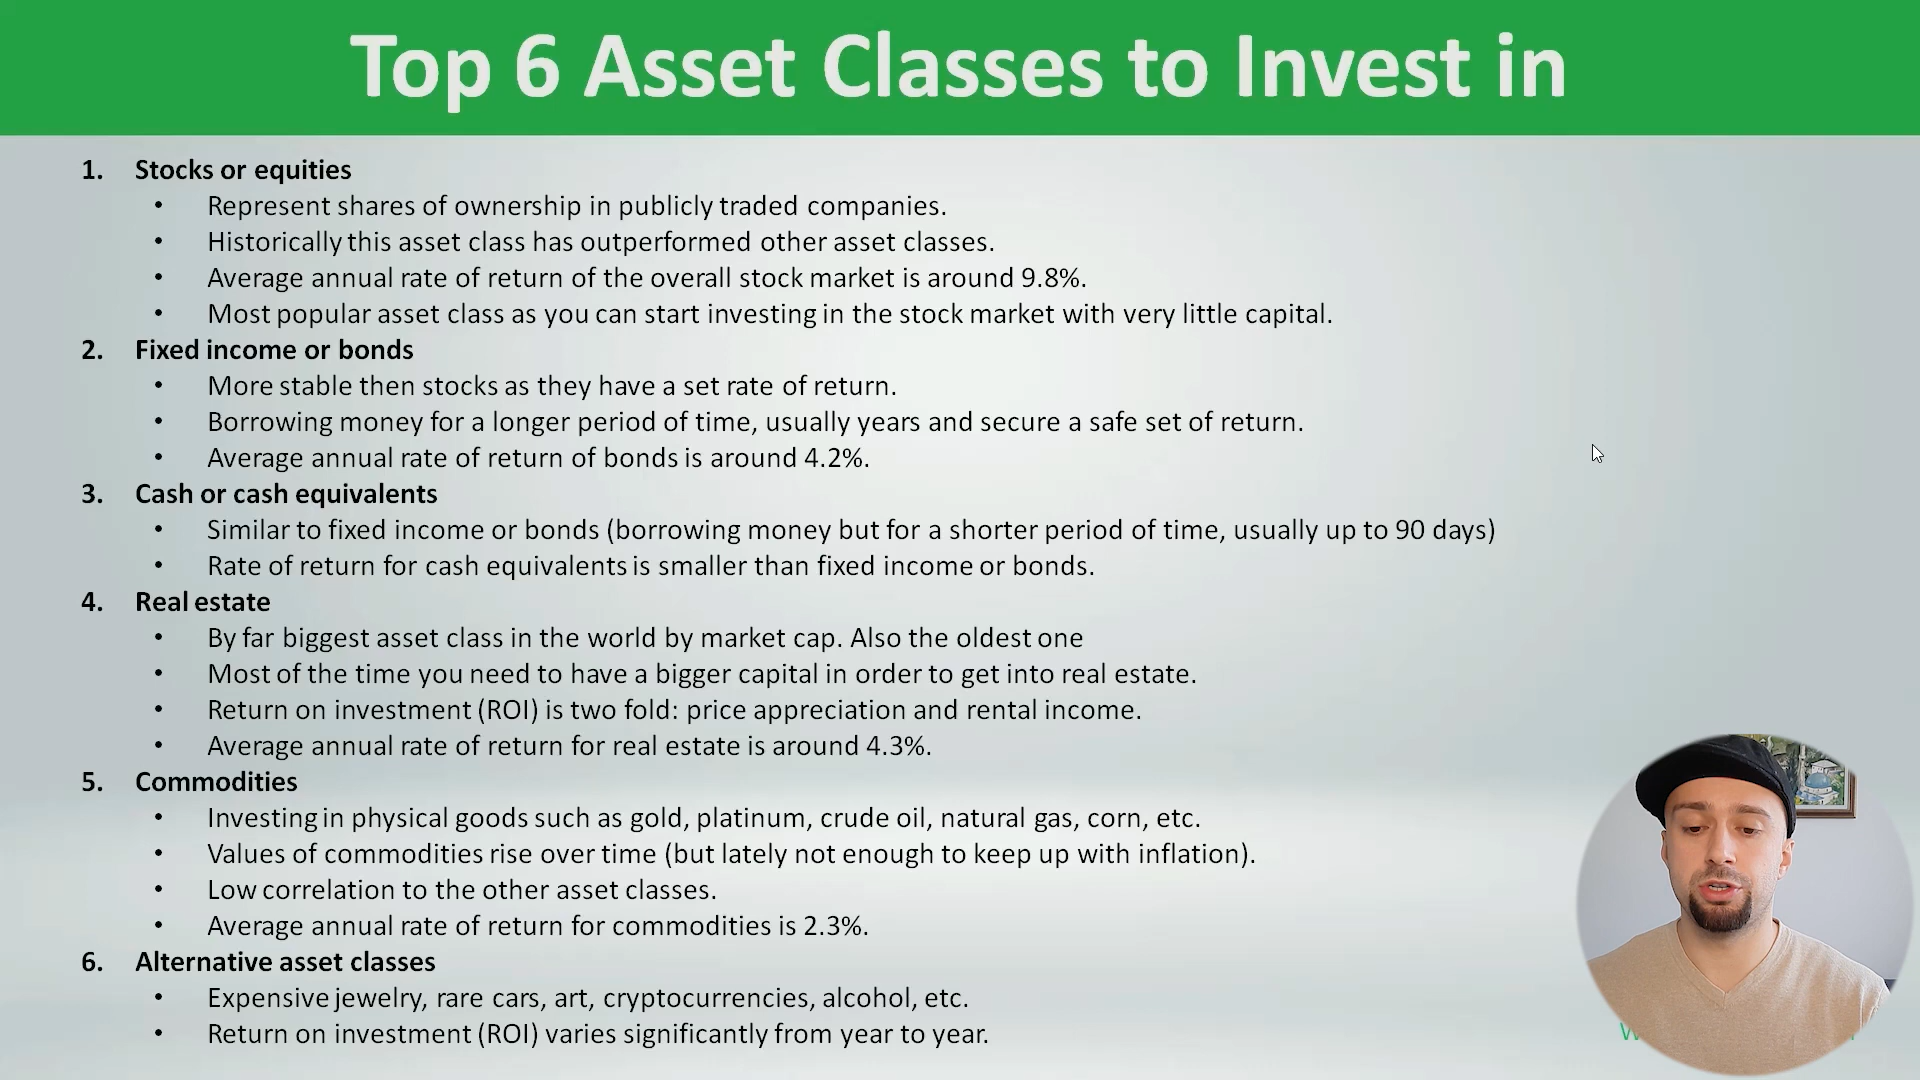 Top 6 Asset Classes to Invest in
1. Stocks or equities
• Represent shares of ownership in publicly traded companies.
• Historically this asset class has outperformed other asset classes.
• Average annual rate of return of the overall stock market is around 9.8%.
• Most popular asset class as you can start investing in the stock market with very little capital.
2. Fixed income or bonds
• More stable then stocks as they have a set rate of return.
• Borrowing money for a longer period of time, usually years and secure a safe set of return.
• Average annual rate of return of bonds is around 4.2%.
3. Cash or cash equivalents
• Similar to fixed income or bonds (borrowing money but for a shorter period of time, usually up to 90 days)
• Rate of return for cash equivalents is smaller than fixed income or bonds.
4. Real estate
• By far biggest asset class in the world by market cap. Also the oldest one
• Most of the time you need to have a bigger capital in order to get into real estate.
• Return on investment (ROI) is two fold: price appreciation and rental income.
• Average annual rate of return for real estate is around 4.3%.
5. Commodities
• Investing in physical goods such as gold, platinum, crude oil, natural gas, corn, etc.
• Values of commodities rise over time (but lately not enough to keep up with inflation).
• Low correlation to the other asset classes.
• Average annual rate of return for commodities is 2.3%.
6. Alternative asset classes
• Expensive jewelry, rare cars, art, cryptocurrencies, alcohol, etc.
• Return on investment (ROI) varies significantly from year to year.